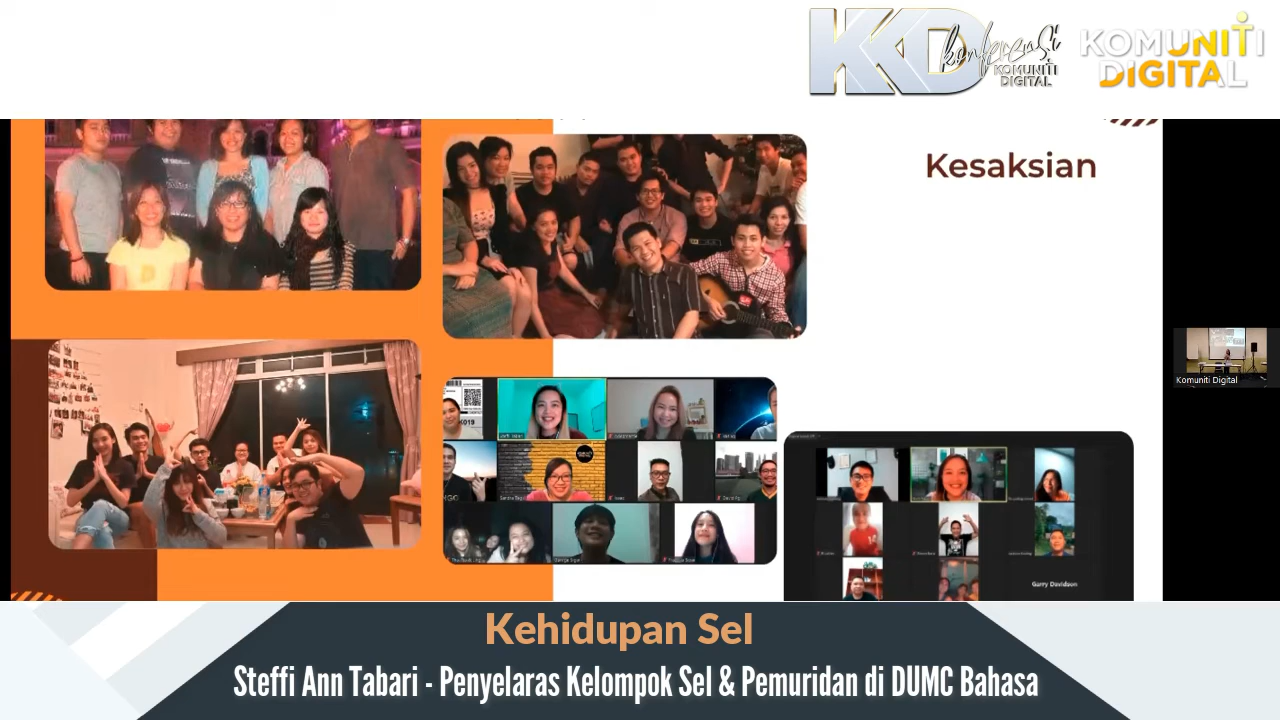 KD konferensi KOMUNITI DIGITAL
KOMUNITI
DIGITAL
Kesaksian
Komuniti Digital
Garry Davidson
Kehidupan Sel
Steffi Ann Tabari - Penyelaras Kelompok Sel & Pemuridan di DUMC Bahasa